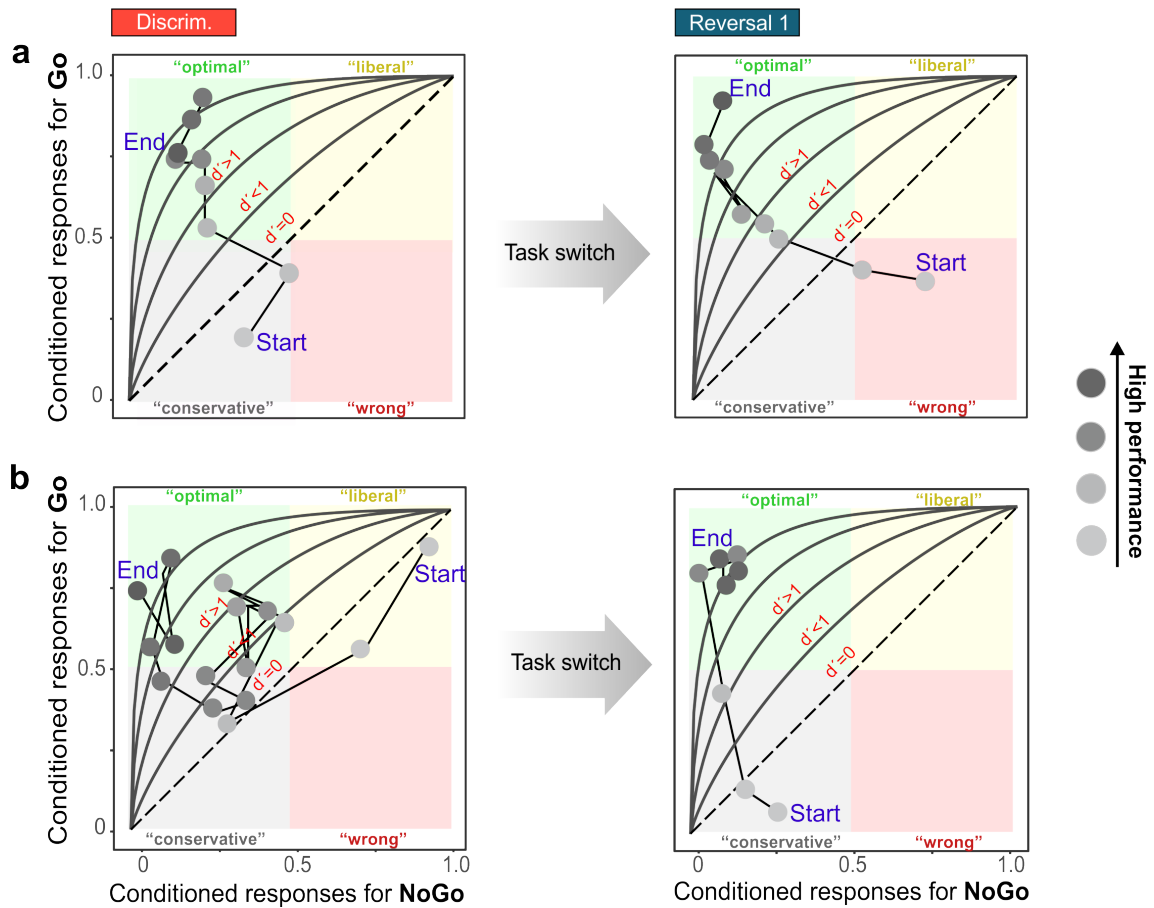 Discrim.
Reversal 1
a
Conditioned responses for Go
1.0
0.5
0
“optimal”
“liberal”
End
d´>1
d´<1
d´=0
Start
“conservative”
“wrong”
Task switch
“optimal”
“liberal”
End
d´>1
d´<1
d´=0
Start
“conservative”
“wrong”
High performance
b
Conditioned responses for Go
1.0
0.5
0
“optimal”
“liberal”
End
Start
d´>1
d´<1
d´=0
“conservative”
“wrong”
0
0.5
1.0
Conditioned responses for NoGo
Task switch
“optimal”
“liberal”
End
d´>1
d´<1
d´=0
Start
“conservative”
“wrong”
0
0.5
1.0
Conditioned responses for NoGo